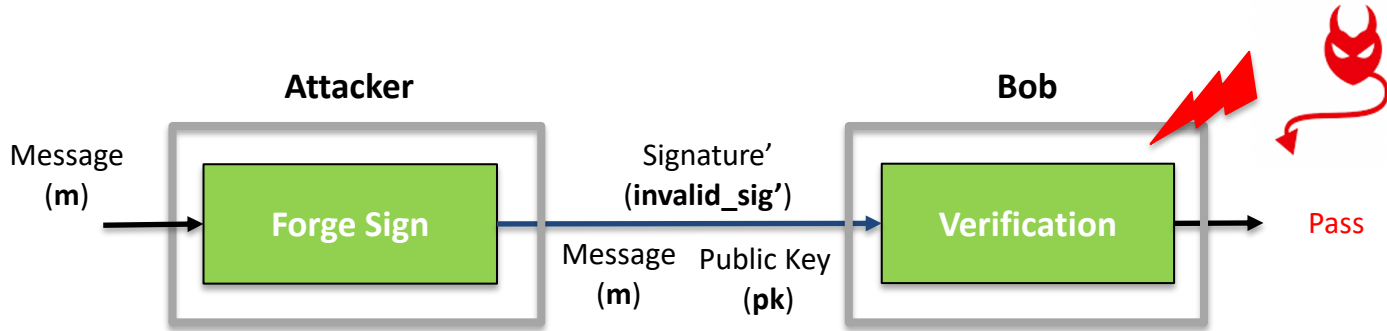 Attacker
Bob
Message
(m)
Forge Sign
Signature’
(invalid_sig’)
Message
(m)
Public Key
(pk)
Verification
Pass